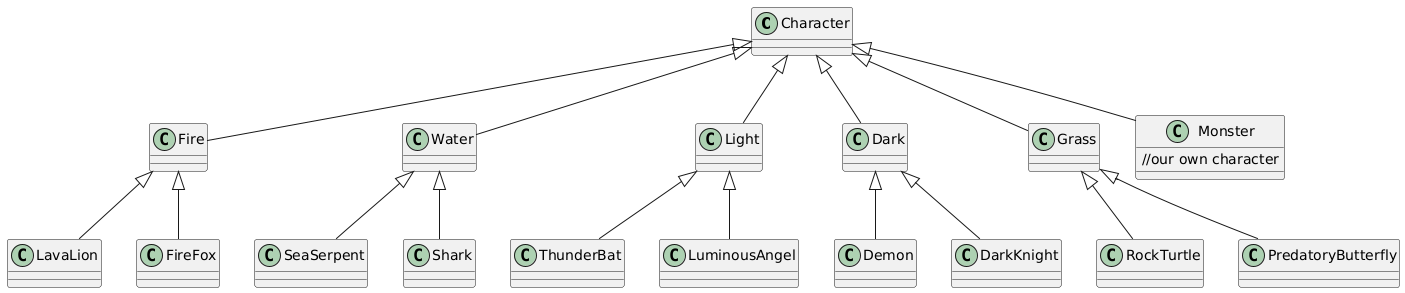 C Character
C Fire
C Water
C Light
C Dark
C Grass
C Monster
//our own character
C LavaLion
C FireFox
C SeaSerpent
C Shark
C ThunderBat
C LuminousAngel
C Demon
C DarkKnight
C RockTurtle
C PredatoryButterfly